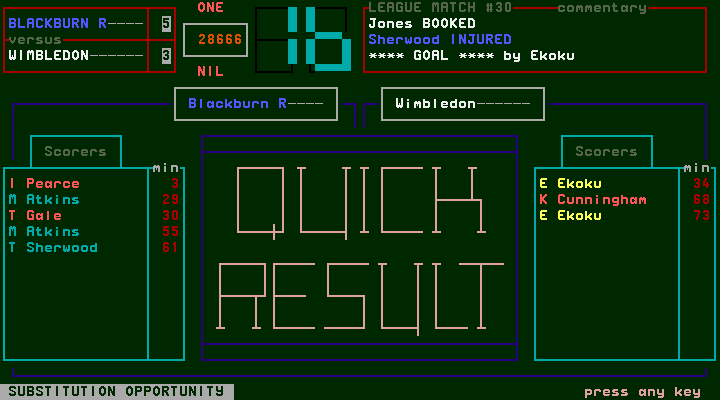 BLACKBURN R---- 5
versus
WIMBLEDON------ 3
ONE
28666
NIL
16
LEAGUE MATCH #30 commentary
Jones BOOKED
Sherwood INJURED
**** GOAL **** by Ekoku
Blackburn R----
Wimbledon------
Scorers
min
I Pearce 3
M Atkins 29
T Gale 30
M Atkins 55
T Sherwood 61
QUICK
RESULT
Scorers
min
E Ekoku 34
K Cunningham 68
E Ekoku 73
SUBSTITUTION OPPORTUNITY
press any key